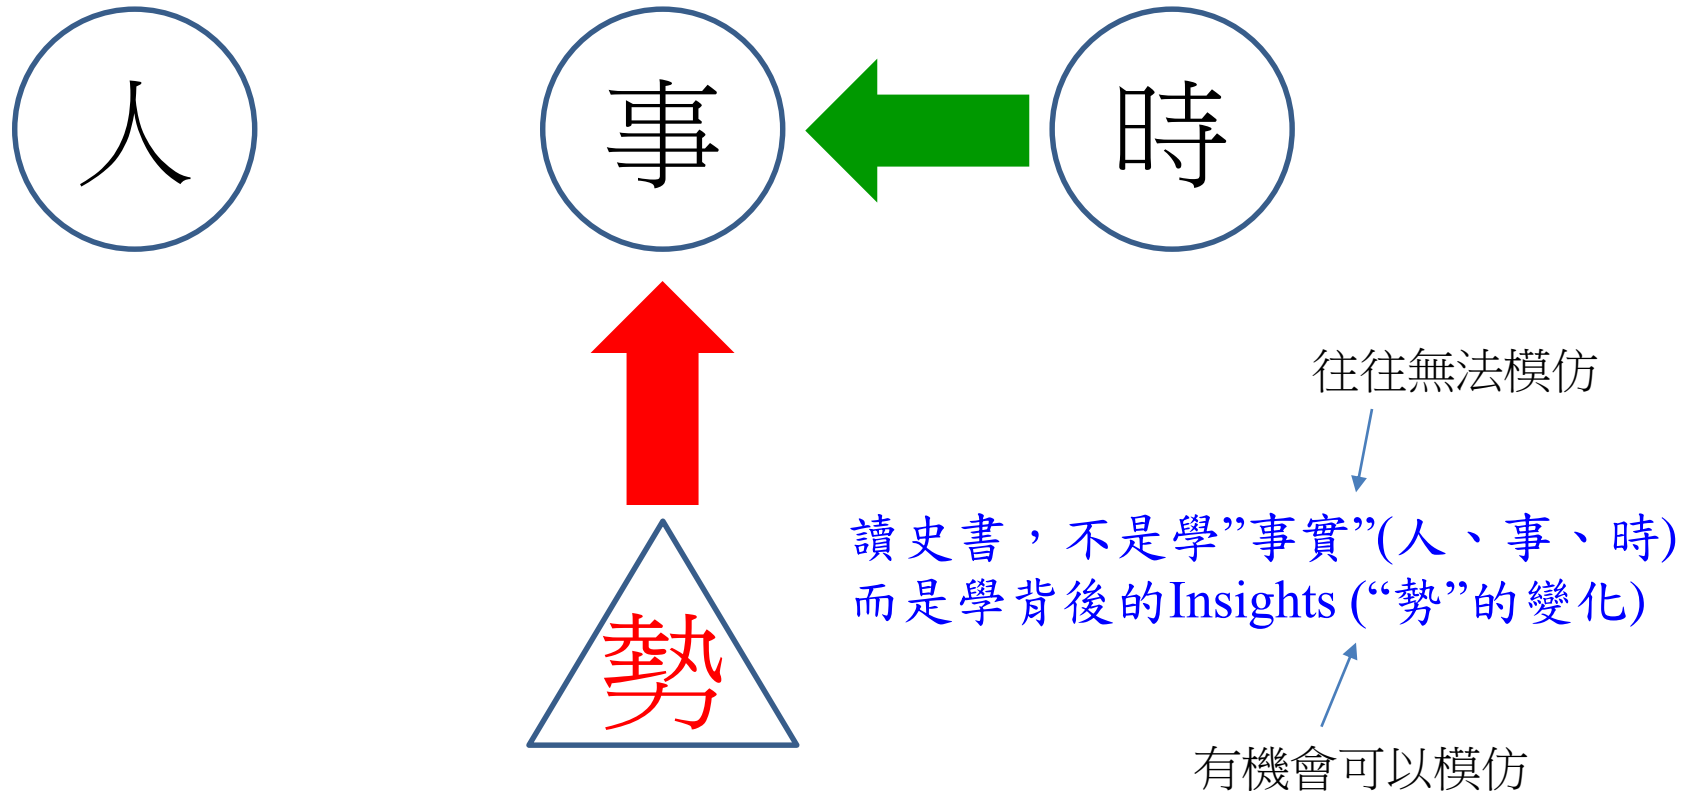 人
事
時
往往無法模仿
讀史書，不是學”事實”(人、事、時)
而是學背後的Insights (“勢”的變化)
勢
有機會可以模仿